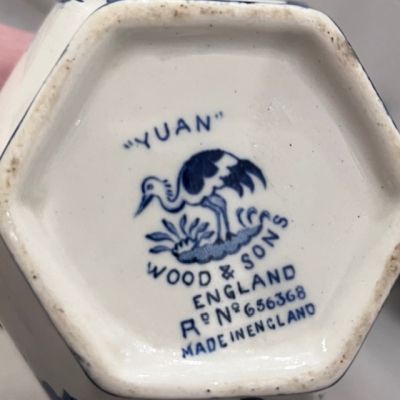 "YUAN"
WOOD & SONS
ENGLAND
Rᴰ Nº 656368
MADE IN ENGLAND